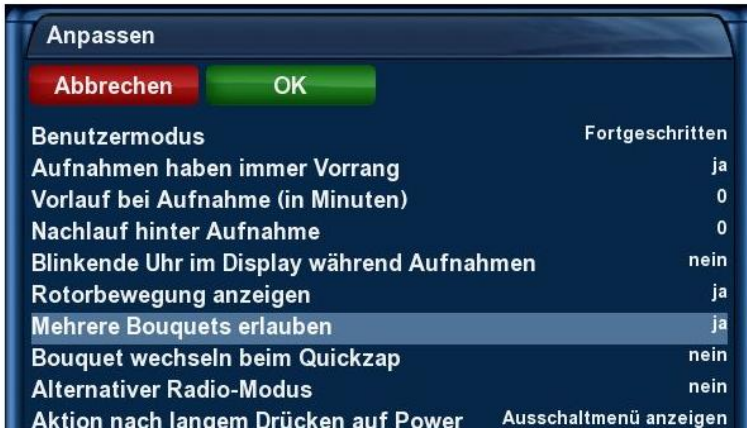 Anpassen
Abbrechen OK
Benutzermodus Fortgeschritten
Aufnahmen haben immer Vorrang ja
Vorlauf bei Aufnahme (in Minuten) 0
Nachlauf hinter Aufnahme 0
Blinkende Uhr im Display während Aufnahmen nein
Rotorbewegung anzeigen ja
Mehrere Bouquets erlauben ja
Bouquet wechseln beim Quickzap nein
Alternativer Radio-Modus nein
Aktion nach langem Drücken auf Power Ausschaltmenü anzeigen